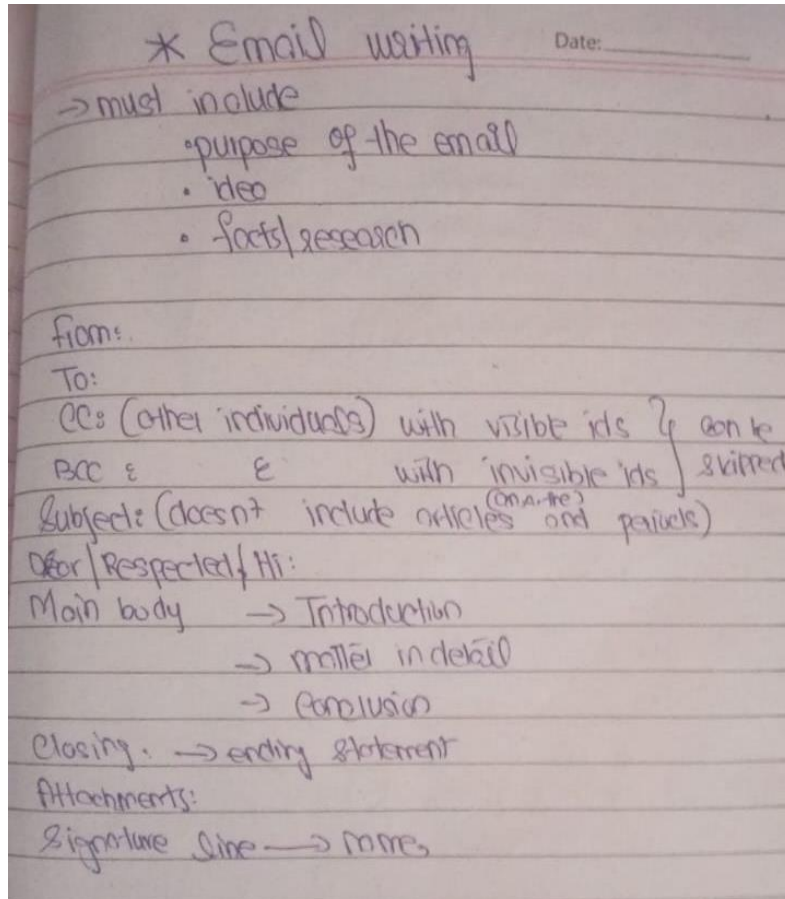 * Email writing Date:
→ must include
• purpose of the email
• idea
• facts/research
from:
To:
CC: (other individuals) with visible ids } can be
BCC : with invisible ids } skipped
(an, a, the)
Subject: (doesn't include articles and periods)
Dear/Respected/Hi:
Main body → Introduction
→ matter in detail
→ Conclusion
Closing. → ending statement
Attachments:
Signature line → name